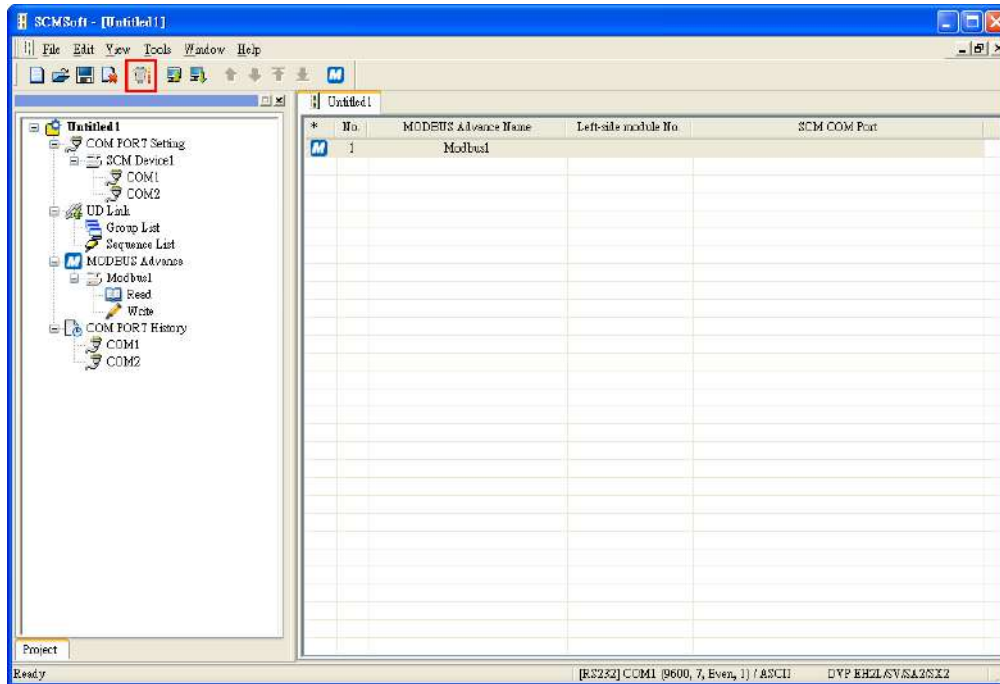 SCMSoft - [Untitled1]
File Edit View Tools Window Help
Untitled1
* No. MODBUS Advance Name Left-side module No. SCM COM Port
1 Modbus1
Untitled1
COM PORT Setting
SCM Device1
COM1
COM2
UD Link
Group List
Sequence List
MODBUS Advance
Modbus1
Read
Write
COM PORT History
COM1
COM2
Project
Ready [RS232] COM1 (9600, 7, Even, 1) / ASCII DVP EH2L/SV/SA2/SX2